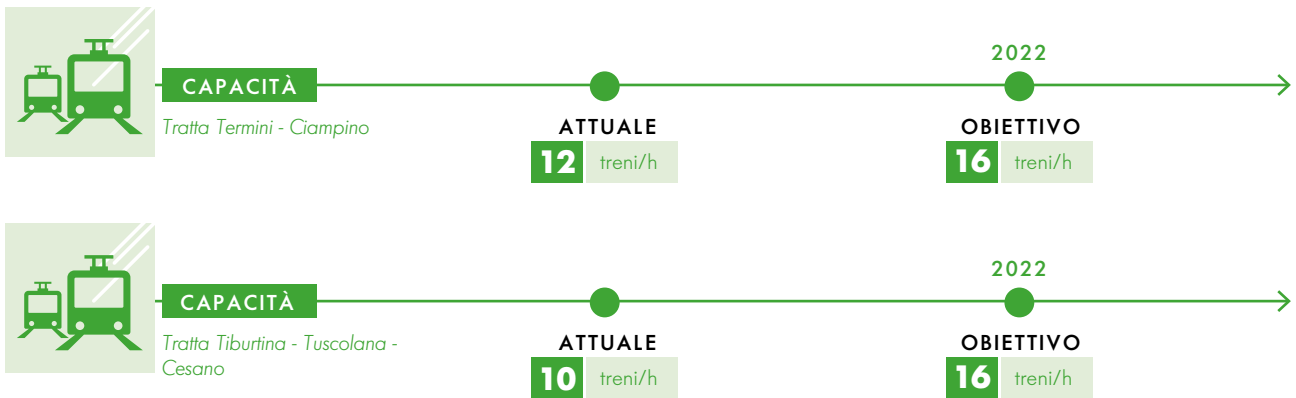 2022
CAPACITÀ
Tratta Termini - Ciampino
ATTUALE
OBIETTIVO
12 treni/h
16 treni/h
2022
CAPACITÀ
Tratta Tiburtina - Tuscolana -
Cesano
ATTUALE
OBIETTIVO
10 treni/h
16 treni/h